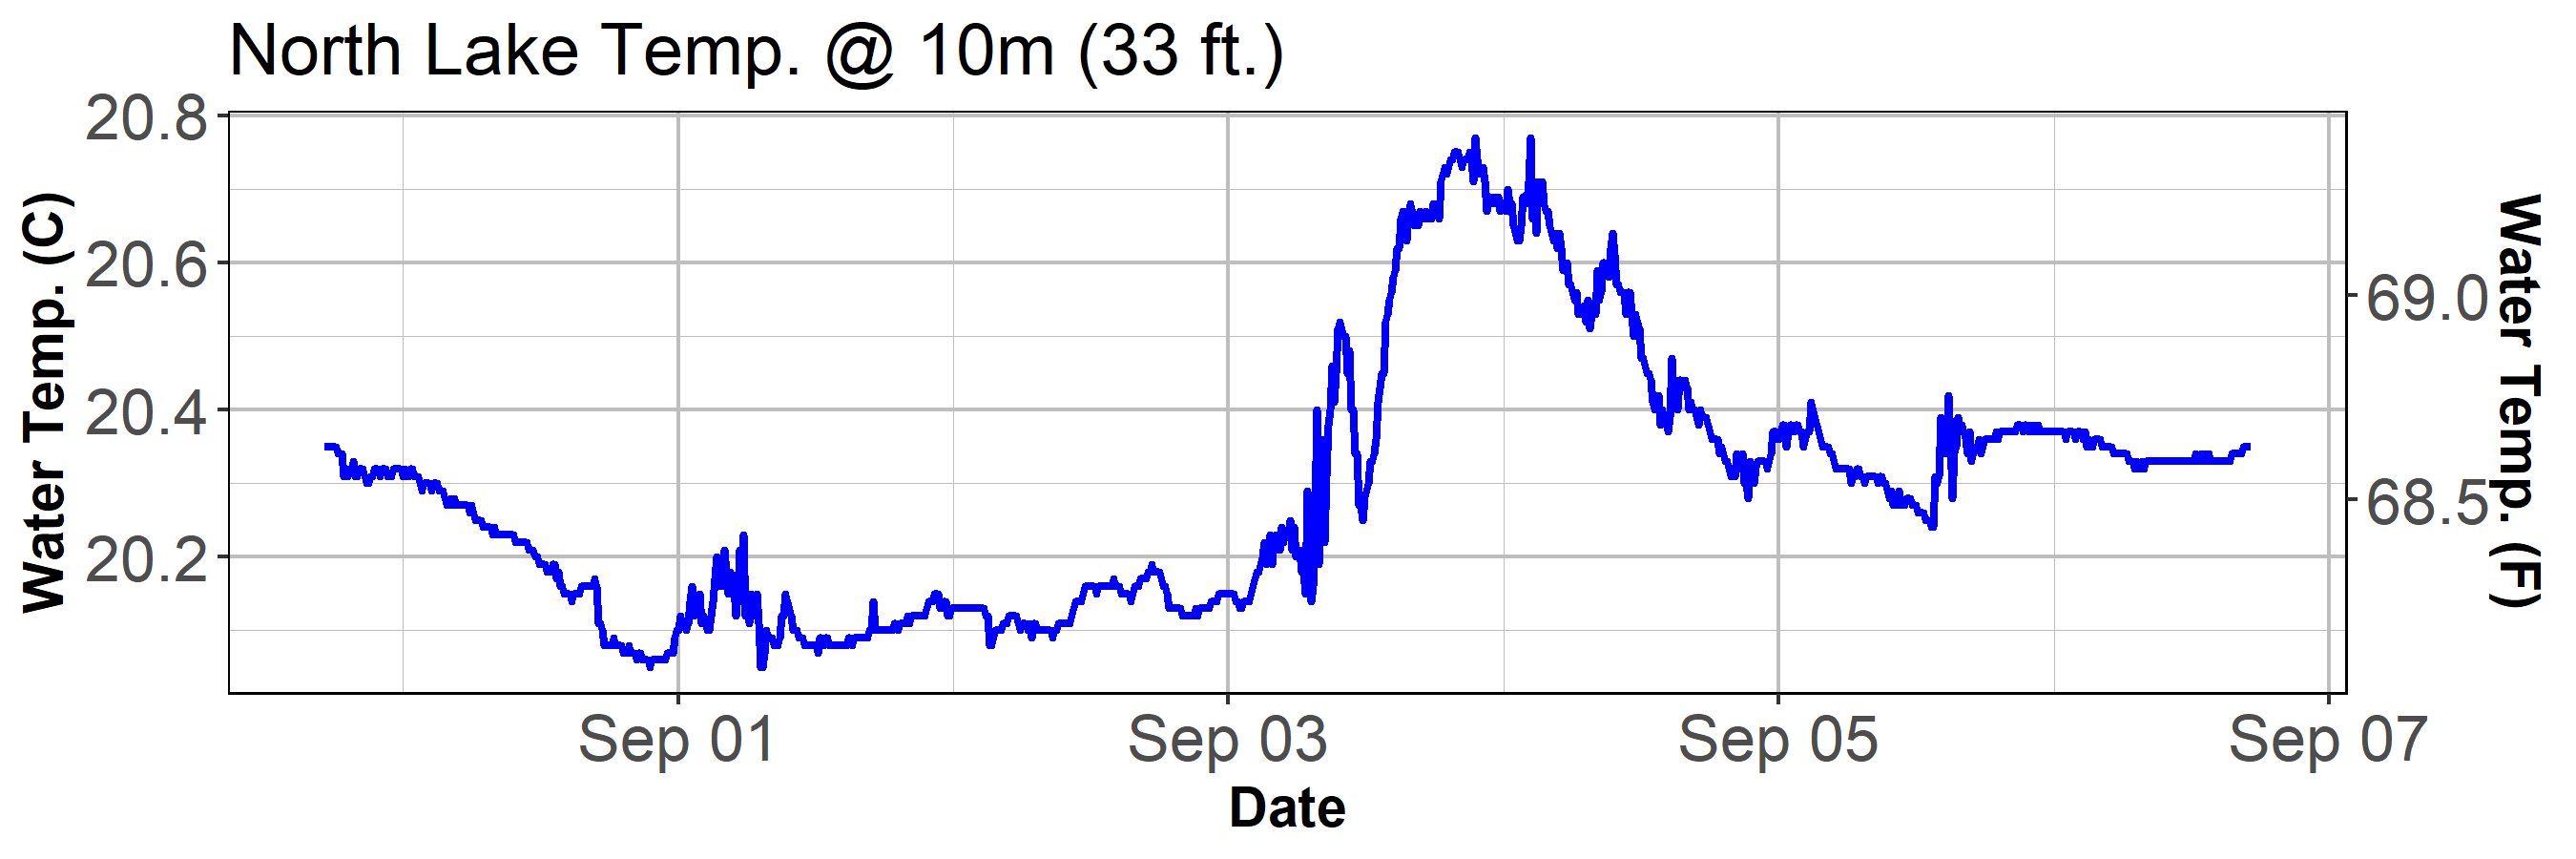 North Lake Temp. @ 10m (33 ft.)
Water Temp. (C)
20.8
20.6
20.4
20.2
69.0
68.5
Water Temp. (F)
Sep 01
Sep 03
Sep 05
Sep 07
Date